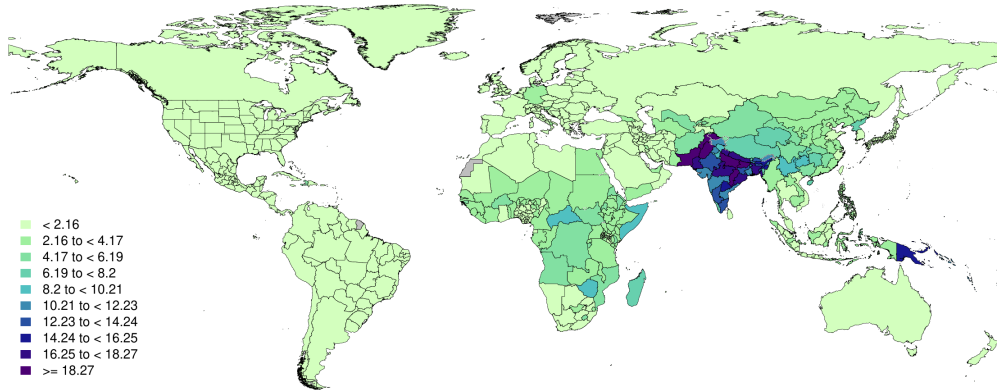 < 2.16
2.16 to < 4.17
4.17 to < 6.19
6.19 to < 8.2
8.2 to < 10.21
10.21 to < 12.23
12.23 to < 14.24
14.24 to < 16.25
16.25 to < 18.27
>= 18.27